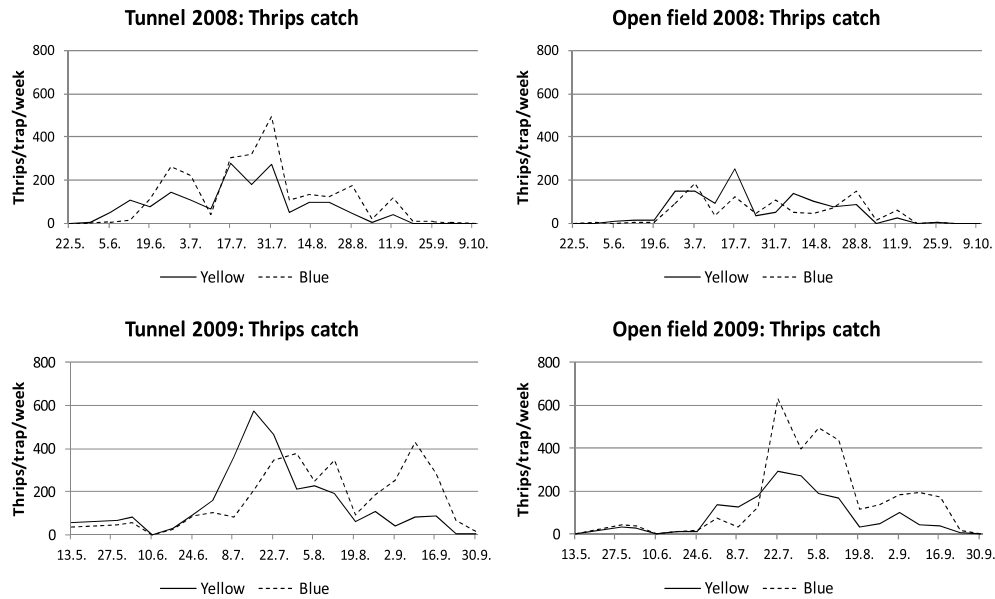 Tunnel 2008: Thrips catch
Thrips/trap/week
800
600
400
200
0
22.5. 5.6. 19.6. 3.7. 17.7. 31.7. 14.8. 28.8. 11.9. 25.9. 9.10.
Yellow Blue
Open field 2008: Thrips catch
Thrips/trap/week
800
600
400
200
0
22.5. 5.6. 19.6. 3.7. 17.7. 31.7. 14.8. 28.8. 11.9. 25.9. 9.10.
Yellow Blue
Tunnel 2009: Thrips catch
Thrips/trap/week
800
600
400
200
0
13.5. 27.5. 10.6. 24.6. 8.7. 22.7. 5.8. 19.8. 2.9. 16.9. 30.9.
Yellow Blue
Open field 2009: Thrips catch
Thrips/trap/week
800
600
400
200
0
13.5. 27.5. 10.6. 24.6. 8.7. 22.7. 5.8. 19.8. 2.9. 16.9. 30.9.
Yellow Blue